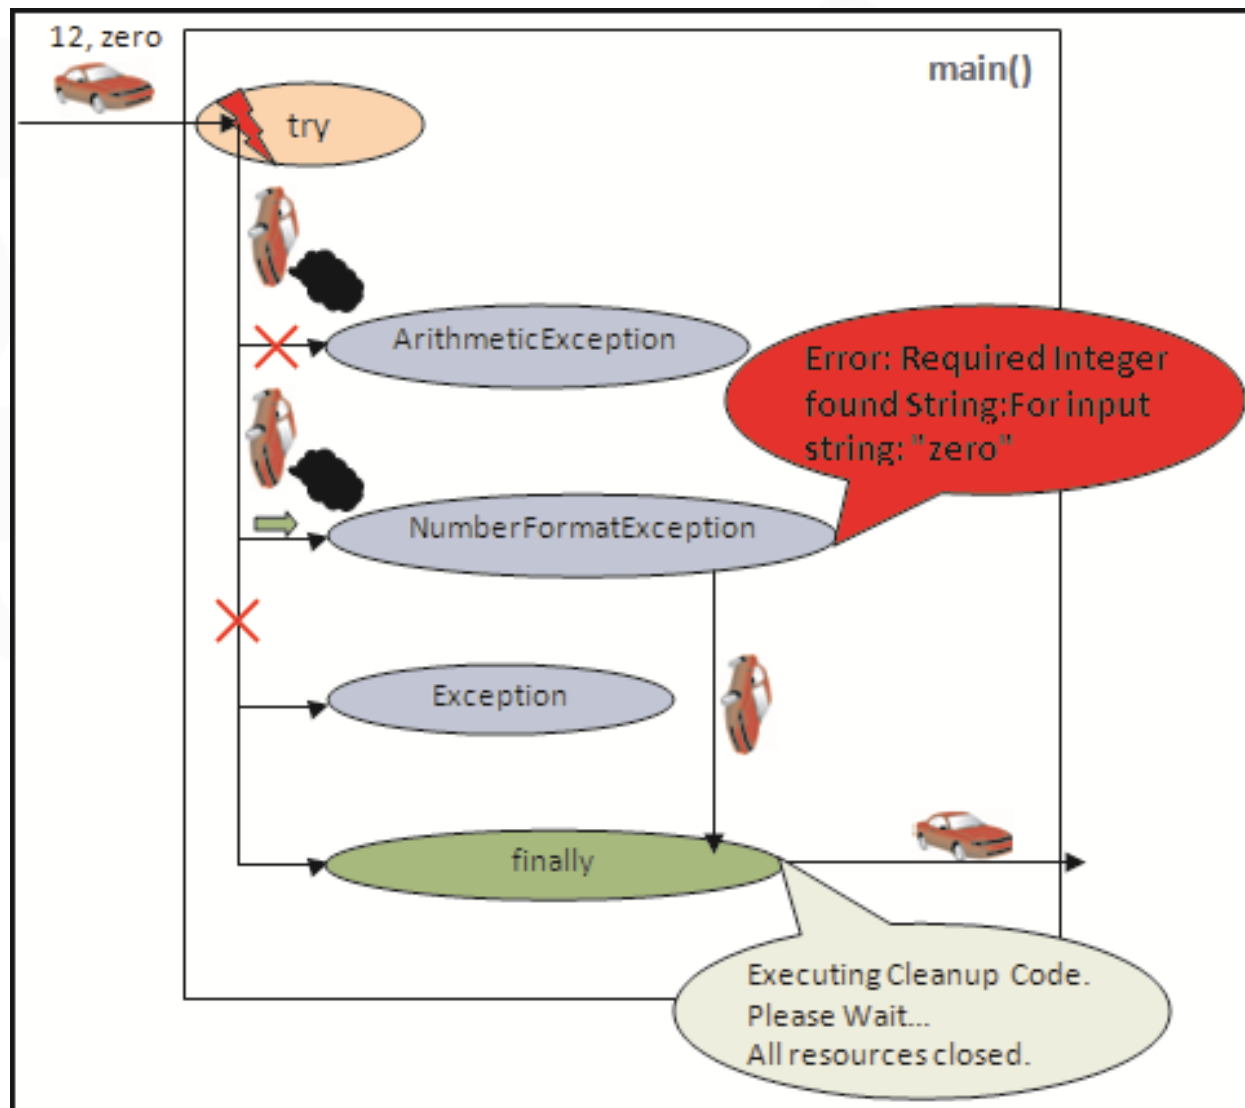 12, zero
main()
try
ArithmeticException
Error: Required Integer
found String:For input
string: "zero"
NumberFormatException
Exception
finally
Executing Cleanup Code.
Please Wait...
All resources closed.